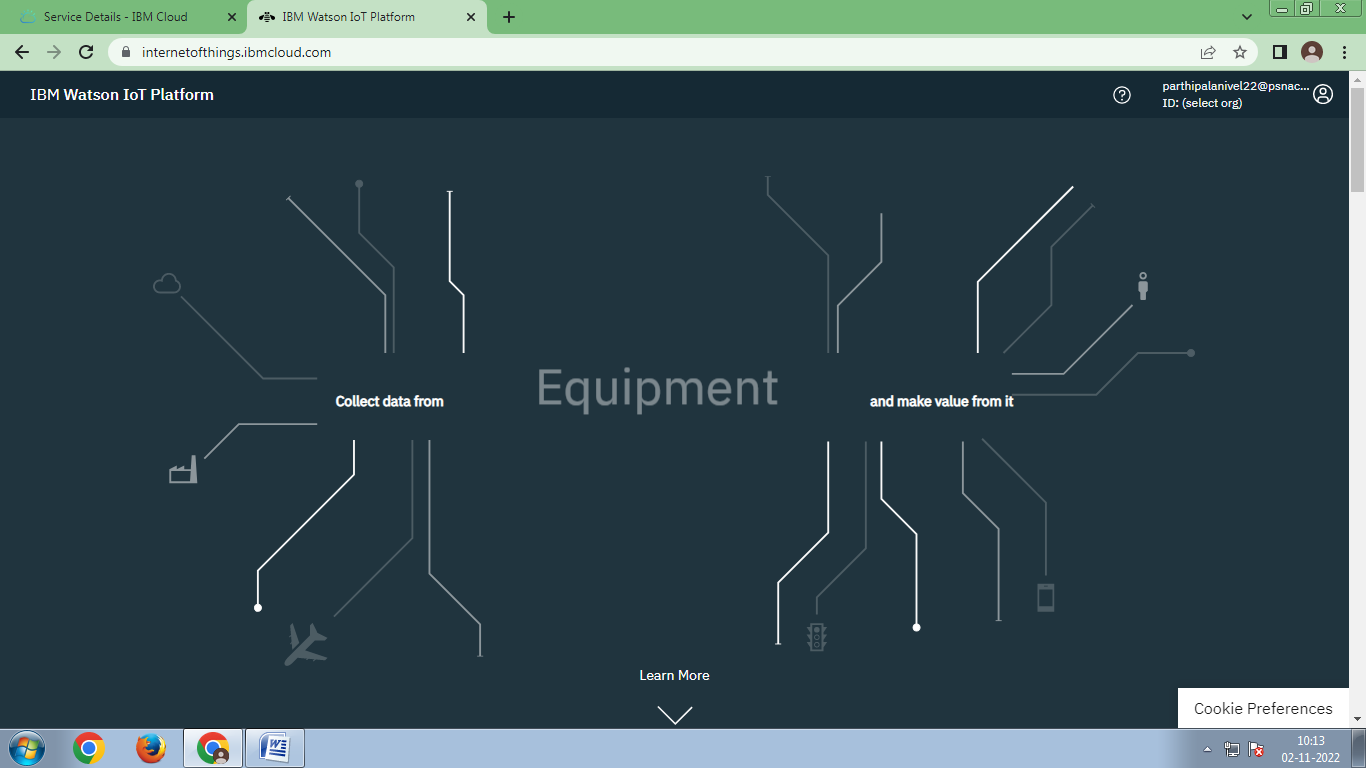 Service Details - IBM Cloud
IBM Watson IoT Platform
internetofthings.ibmcloud.com
IBM Watson IoT Platform
parthipalanivel22@psnac...
ID: (select org)
Collect data from
Equipment
and make value from it
Learn More
Cookie Preferences
10:13
02-11-2022